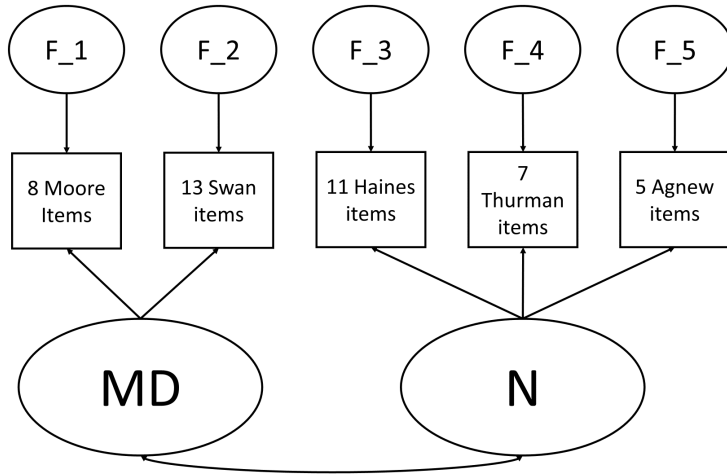 F_1
F_2
F_3
F_4
F_5
8 Moore
Items
13 Swan
items
11 Haines
items
7
Thurman
items
5 Agnew
items
MD
N